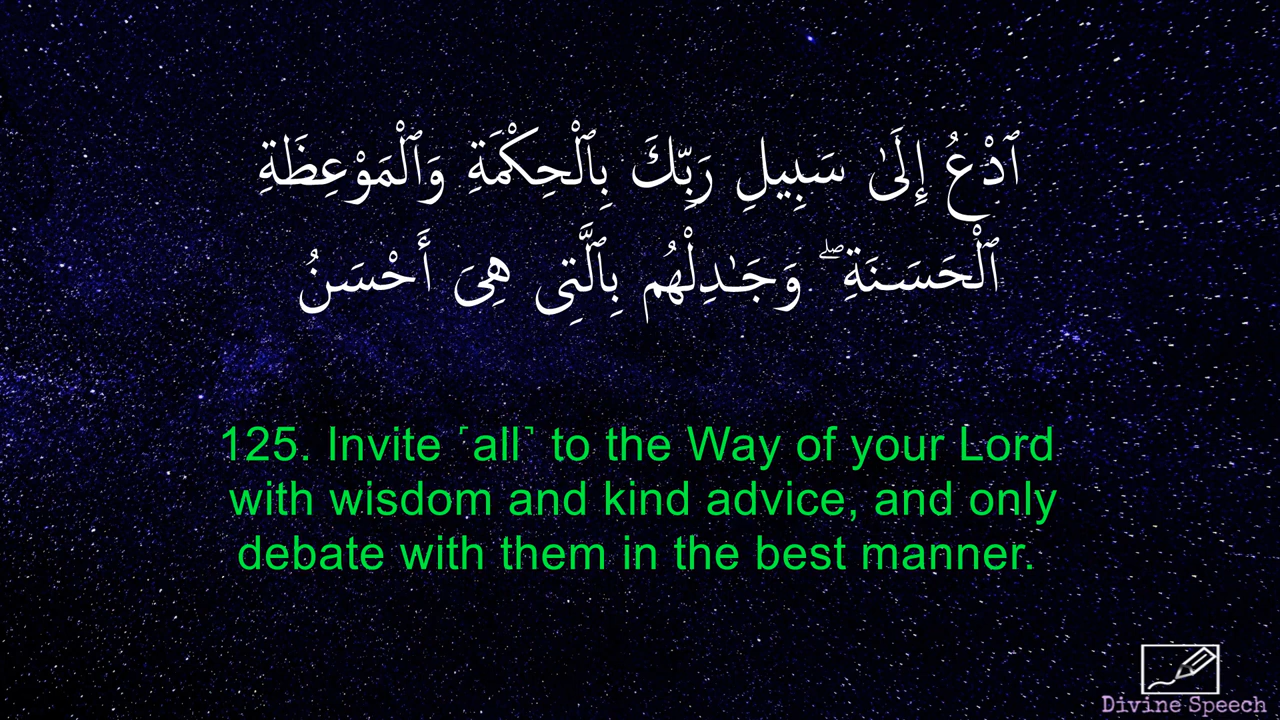 ٱدْعُ إِلَىٰ سَبِيلِ رَبِّكَ بِٱلْحِكْمَةِ وَٱلْمَوْعِظَةِ
ٱلْحَسَنَةِ ۖ وَجَـٰدِلْهُم بِٱلَّتِى هِىَ أَحْسَنُ
125. Invite ˹all˺ to the Way of your Lord
with wisdom and kind advice, and only
debate with them in the best manner.
Divine Speech